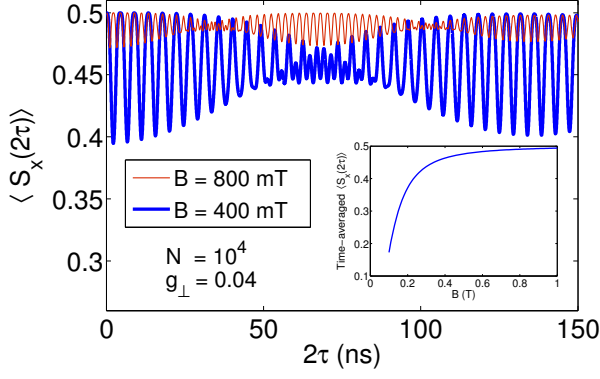 0.5
0.45
0.4
0.35
0.3
⟨ S_x(2τ)⟩
B = 800 mT
B = 400 mT
N = 10^4
g_⊥ = 0.04
0.5
0.4
0.3
0.2
0.1
Time−averaged ⟨S_x(2τ)⟩
0 0.2 0.4 0.6 0.8 1
B (T)
0 50 100 150
2τ (ns)